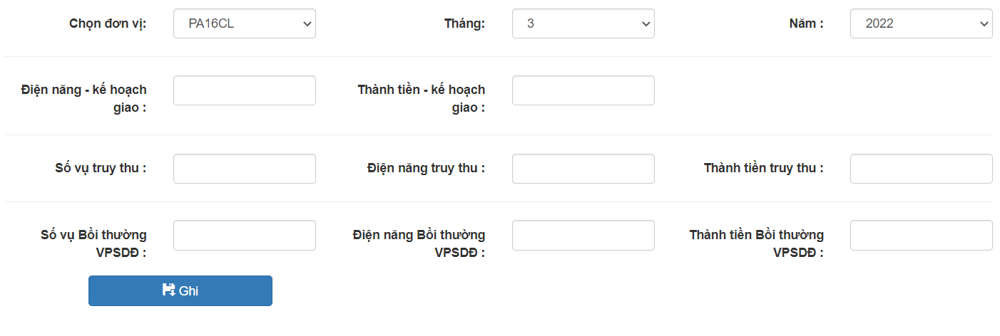 Chọn đơn vị: PA16CL Tháng: 3 Năm : 2022
Điện năng - kế hoạch giao :
Thành tiền - kế hoạch giao :
Số vụ truy thu : Điện năng truy thu : Thành tiền truy thu :
Số vụ Bồi thường VPSDĐ :
Điện năng Bồi thường VPSDĐ :
Thành tiền Bồi thường VPSDĐ :
Ghi